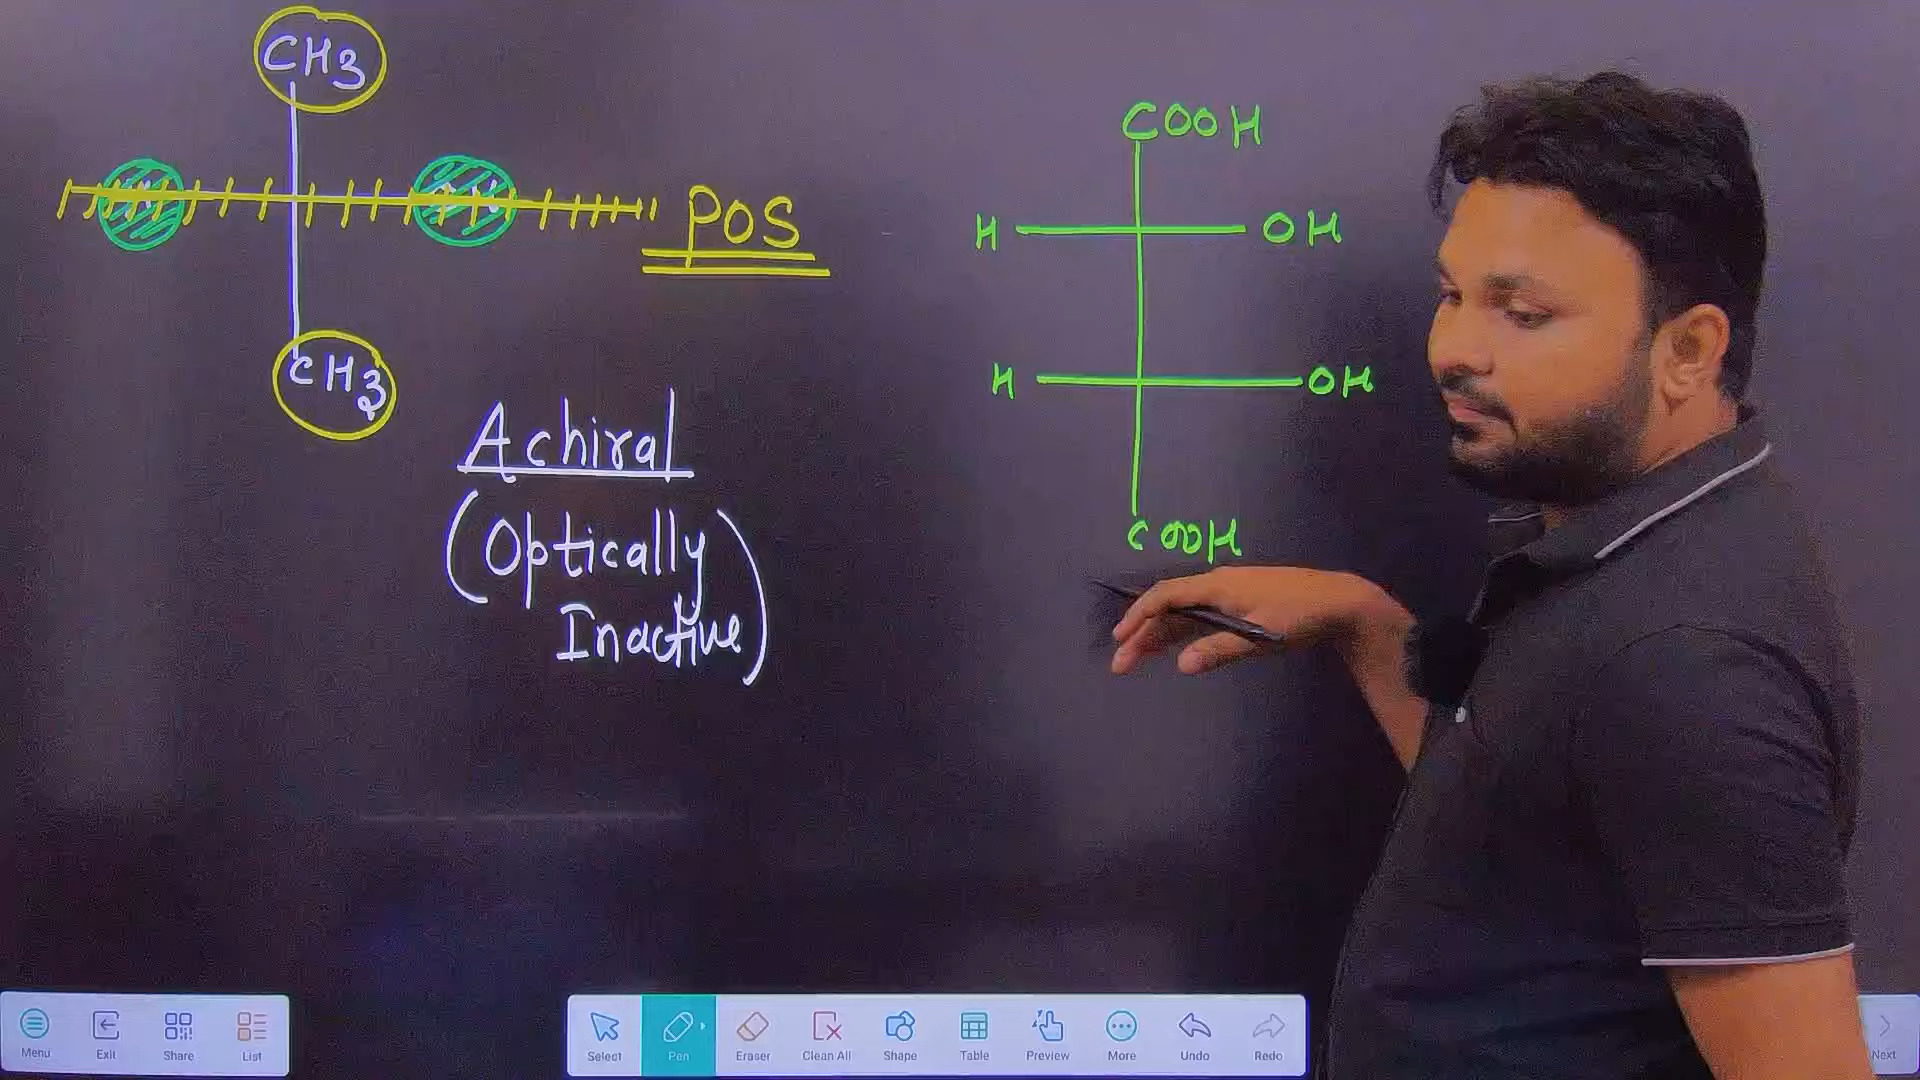 CH3
POS
CH3
Achiral
(Optically
Inactive)
COOH
H OH
H OH
COOH
Menu Exit Share List
Select Pen Eraser Clean All Shape Table Preview More Undo Redo
Next